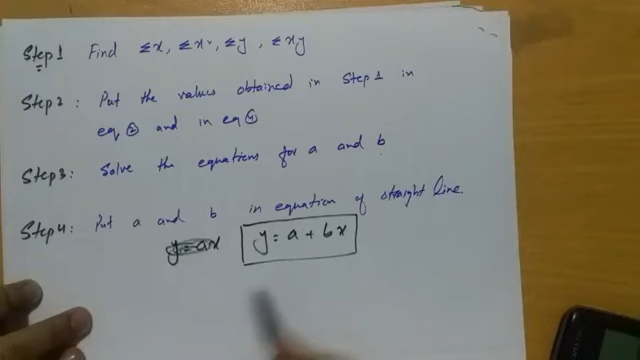 Step 1 Find Σx, Σx², Σy, Σxy
Step 2: Put the values obtained in Step 1 in
eq ② and in eq ④
Step 3: Solve the equations for a and b
Step 4: Put a and b in equation of straight line.
y = ax y = a + bx